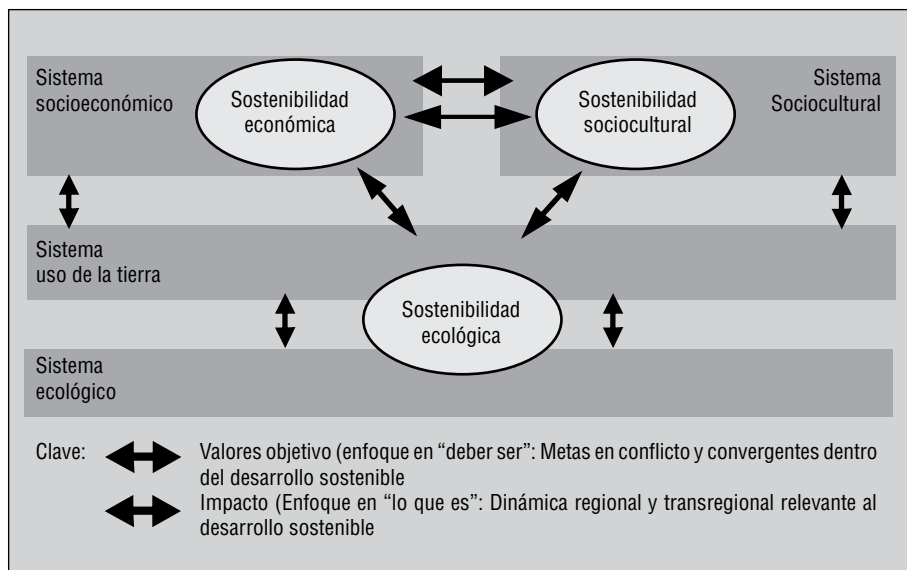 Sistema
socioeconómico
Sostenibilidad
económica
Sostenibilidad
sociocultural
Sistema
Sociocultural
Sistema
uso de la tierra
Sostenibilidad
ecológica
Sistema
ecológico
Clave:
Valores objetivo (enfoque en “deber ser”: Metas en conflicto y convergentes dentro
del desarrollo sostenible
Impacto (Enfoque en “lo que es”: Dinámica regional y transregional relevante al
desarrollo sostenible